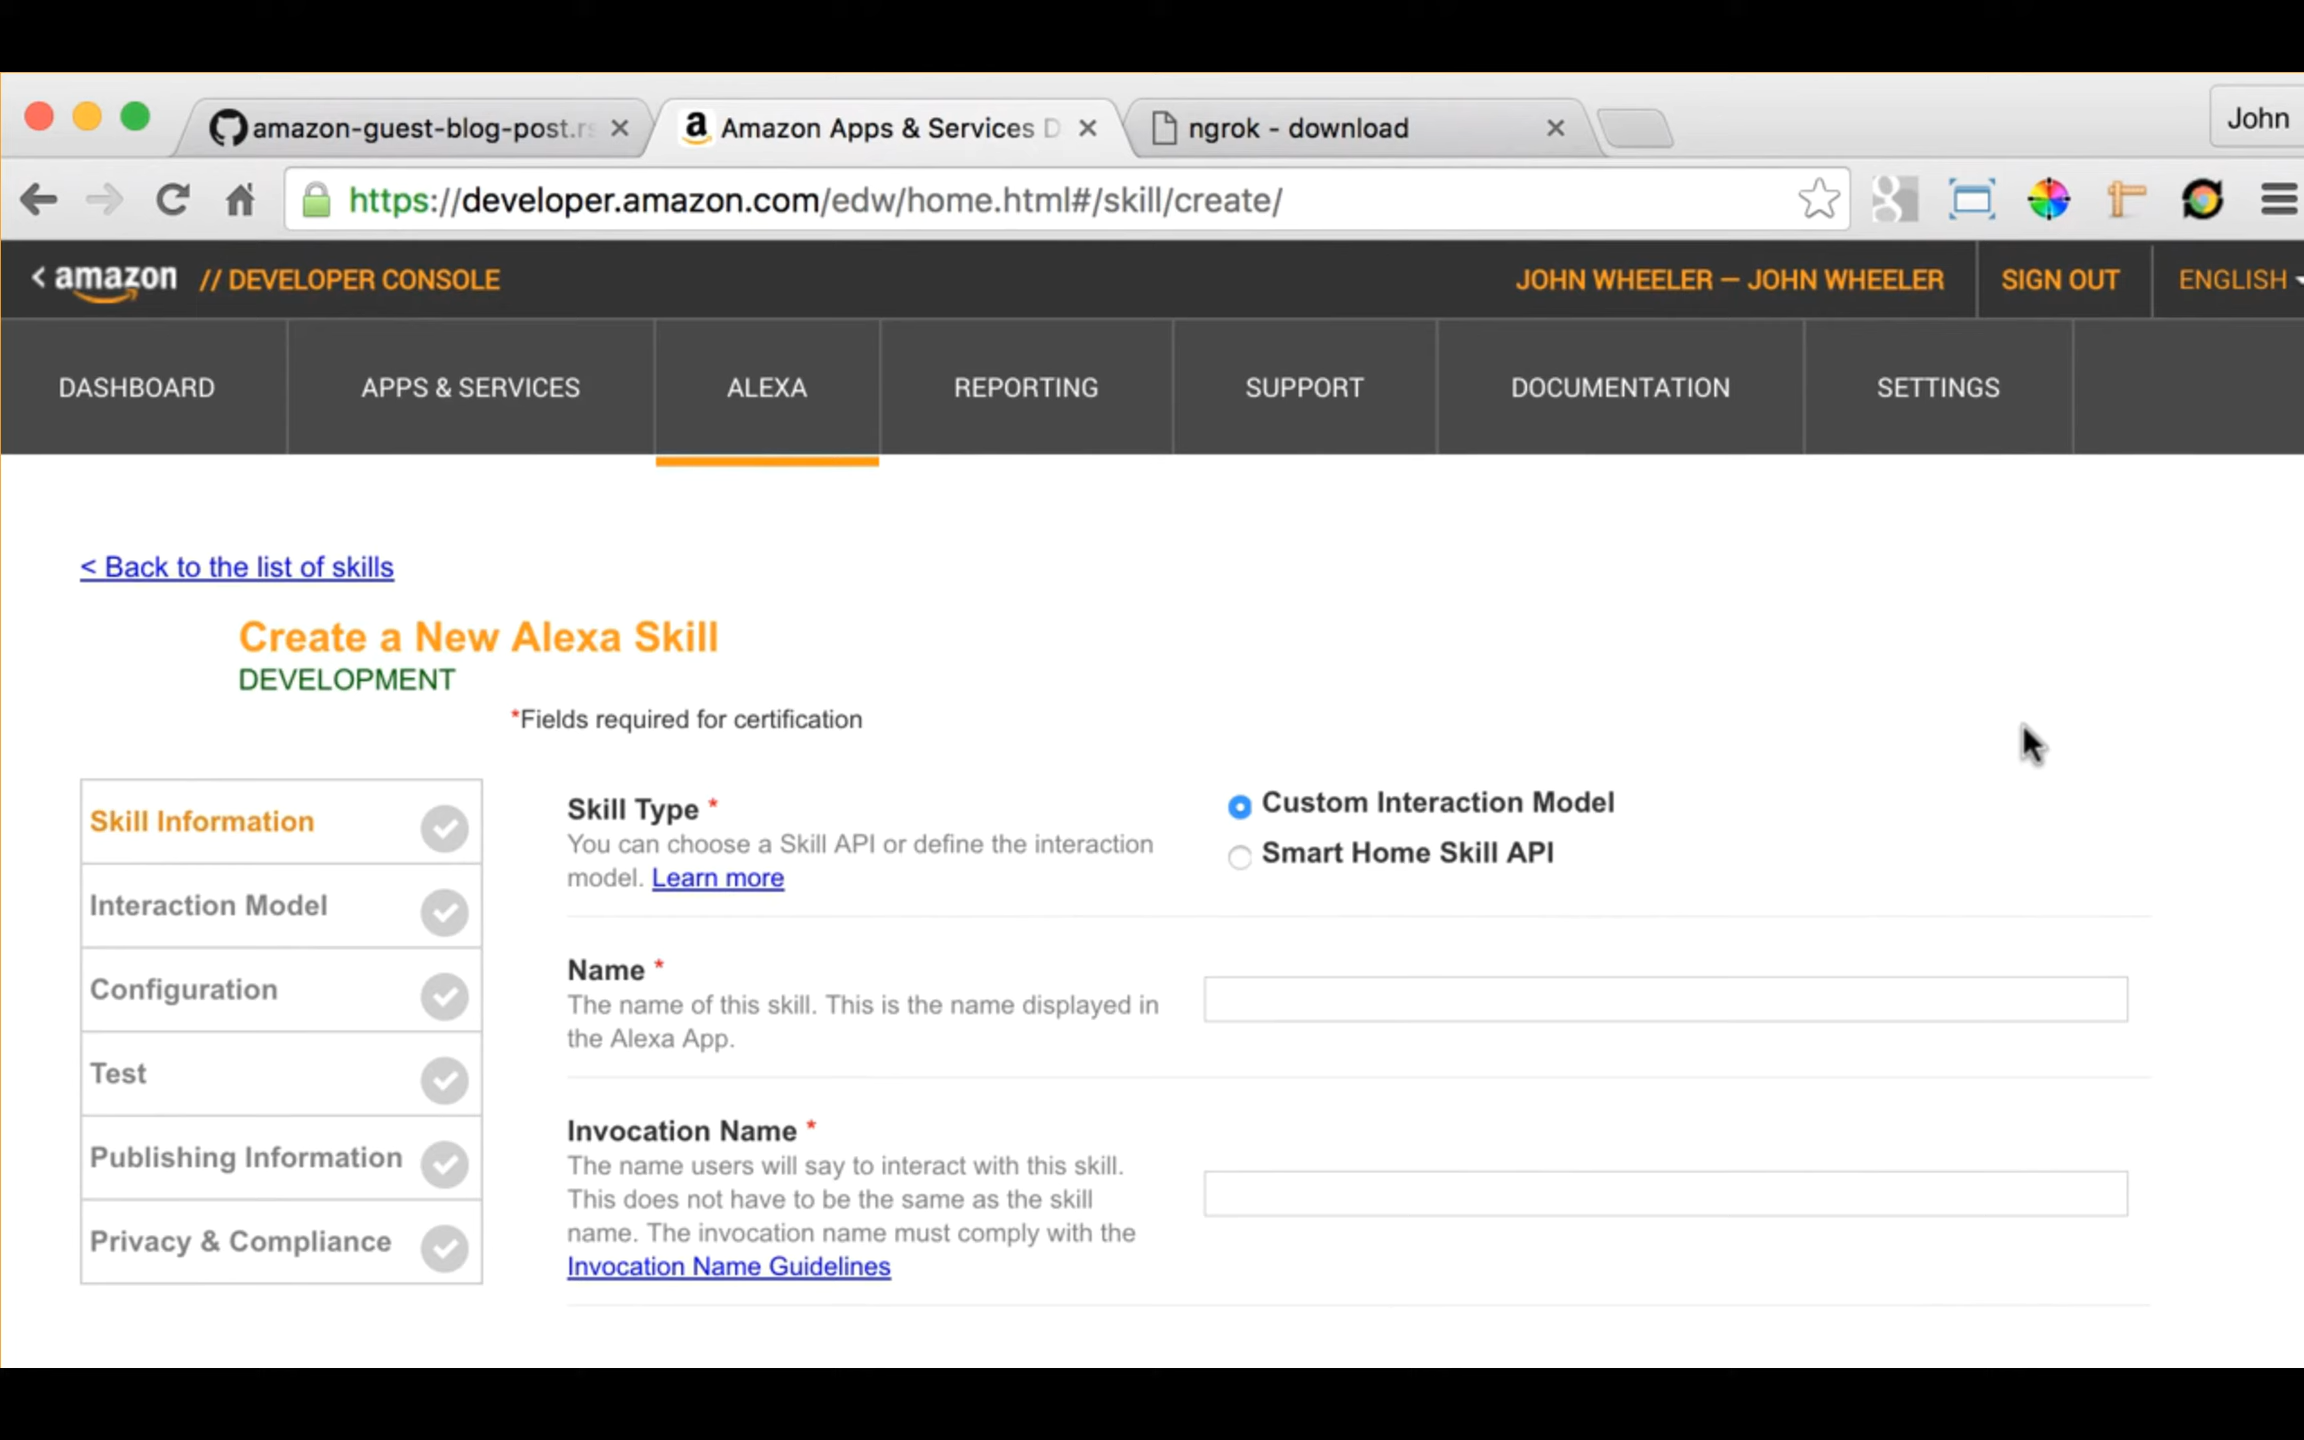 amazon-guest-blog-post.rs
Amazon Apps & Services D
ngrok - download
John
https://developer.amazon.com/edw/home.html#/skill/create/
< amazon // DEVELOPER CONSOLE
JOHN WHEELER — JOHN WHEELER
SIGN OUT
ENGLISH
DASHBOARD
APPS & SERVICES
ALEXA
REPORTING
SUPPORT
DOCUMENTATION
SETTINGS
< Back to the list of skills
Create a New Alexa Skill
DEVELOPMENT
*Fields required for certification
Skill Information
Interaction Model
Configuration
Test
Publishing Information
Privacy & Compliance
Skill Type *
You can choose a Skill API or define the interaction
model. Learn more
Custom Interaction Model
Smart Home Skill API
Name *
The name of this skill. This is the name displayed in
the Alexa App.
Invocation Name *
The name users will say to interact with this skill.
This does not have to be the same as the skill
name. The invocation name must comply with the
Invocation Name Guidelines